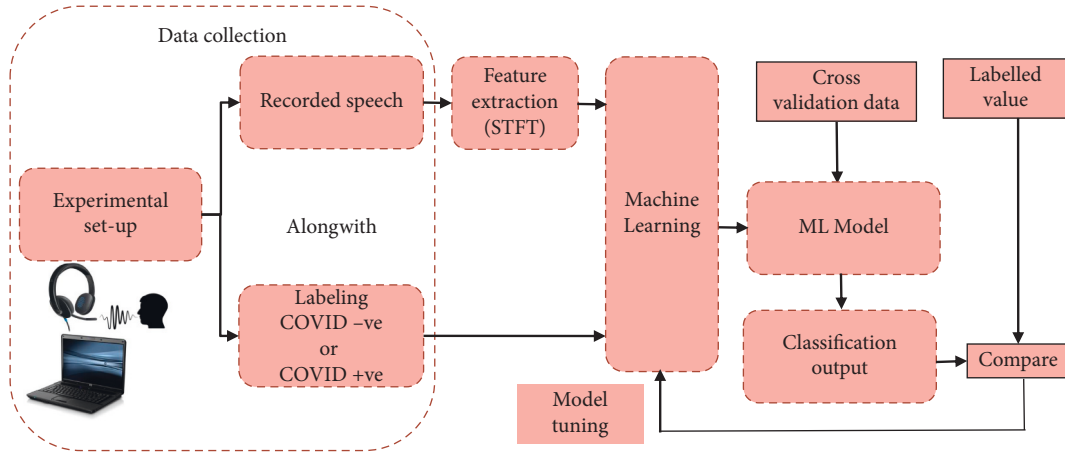 Data collection
Experimental
set-up
Recorded speech
Alongwith
Labeling
COVID –ve
or
COVID +ve
Feature
extraction
(STFT)
Machine
Learning
Cross
validation data
Labelled
value
ML Model
Classification
output
Compare
Model
tuning